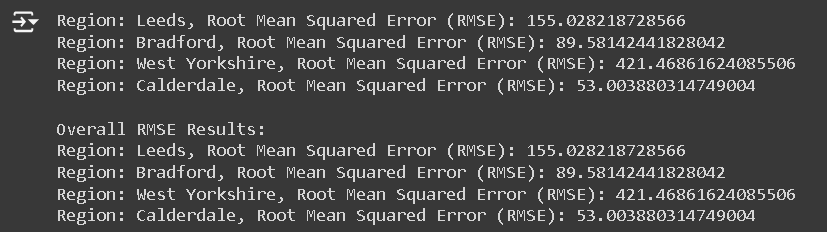 Region: Leeds, Root Mean Squared Error (RMSE): 155.028218728566
Region: Bradford, Root Mean Squared Error (RMSE): 89.58142441828042
Region: West Yorkshire, Root Mean Squared Error (RMSE): 421.46861624085506
Region: Calderdale, Root Mean Squared Error (RMSE): 53.003880314749004
Overall RMSE Results:
Region: Leeds, Root Mean Squared Error (RMSE): 155.028218728566
Region: Bradford, Root Mean Squared Error (RMSE): 89.58142441828042
Region: West Yorkshire, Root Mean Squared Error (RMSE): 421.46861624085506
Region: Calderdale, Root Mean Squared Error (RMSE): 53.003880314749004